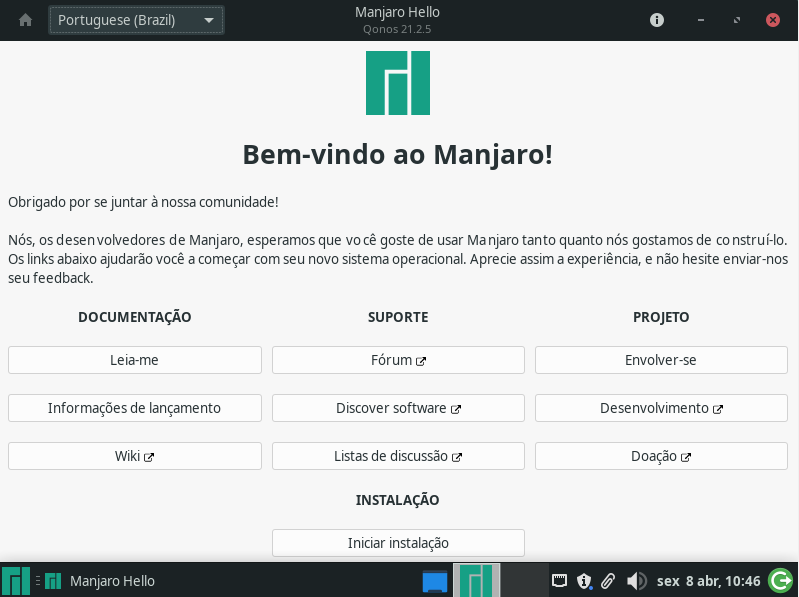 Portuguese (Brazil)
Manjaro Hello
Qonos 21.2.5
Bem-vindo ao Manjaro!
Obrigado por se juntar à nossa comunidade!
Nós, os desenvolvedores de Manjaro, esperamos que você goste de usar Manjaro tanto quanto nós gostamos de construí-lo.
Os links abaixo ajudarão você a começar com seu novo sistema operacional. Aprecie assim a experiência, e não hesite enviar-nos
seu feedback.
DOCUMENTAÇÃO SUPORTE PROJETO
Leia-me Fórum Envolver-se
Informações de lançamento Discover software Desenvolvimento
Wiki Listas de discussão Doação
INSTALAÇÃO
Iniciar instalação
Manjaro Hello sex 8 abr, 10:46